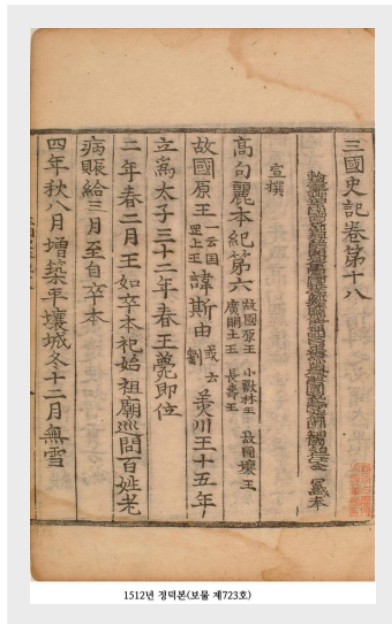 三國史記卷第十八
宣撰
髙句麗本紀第六 故國原王 小獸林王 故國壤王 廣開土王 長壽王
故國原王 一云国罡上王 諱斯由 或云劉 美川王十五年
立爲太子三十二年春王薨即位
二年春二月王如卒本祀始祖廟巡問百姓老
病賑給三月至自卒本
四年秋八月增築平壤城冬十二月無雪
1512년 정덕본(보물 제723호)